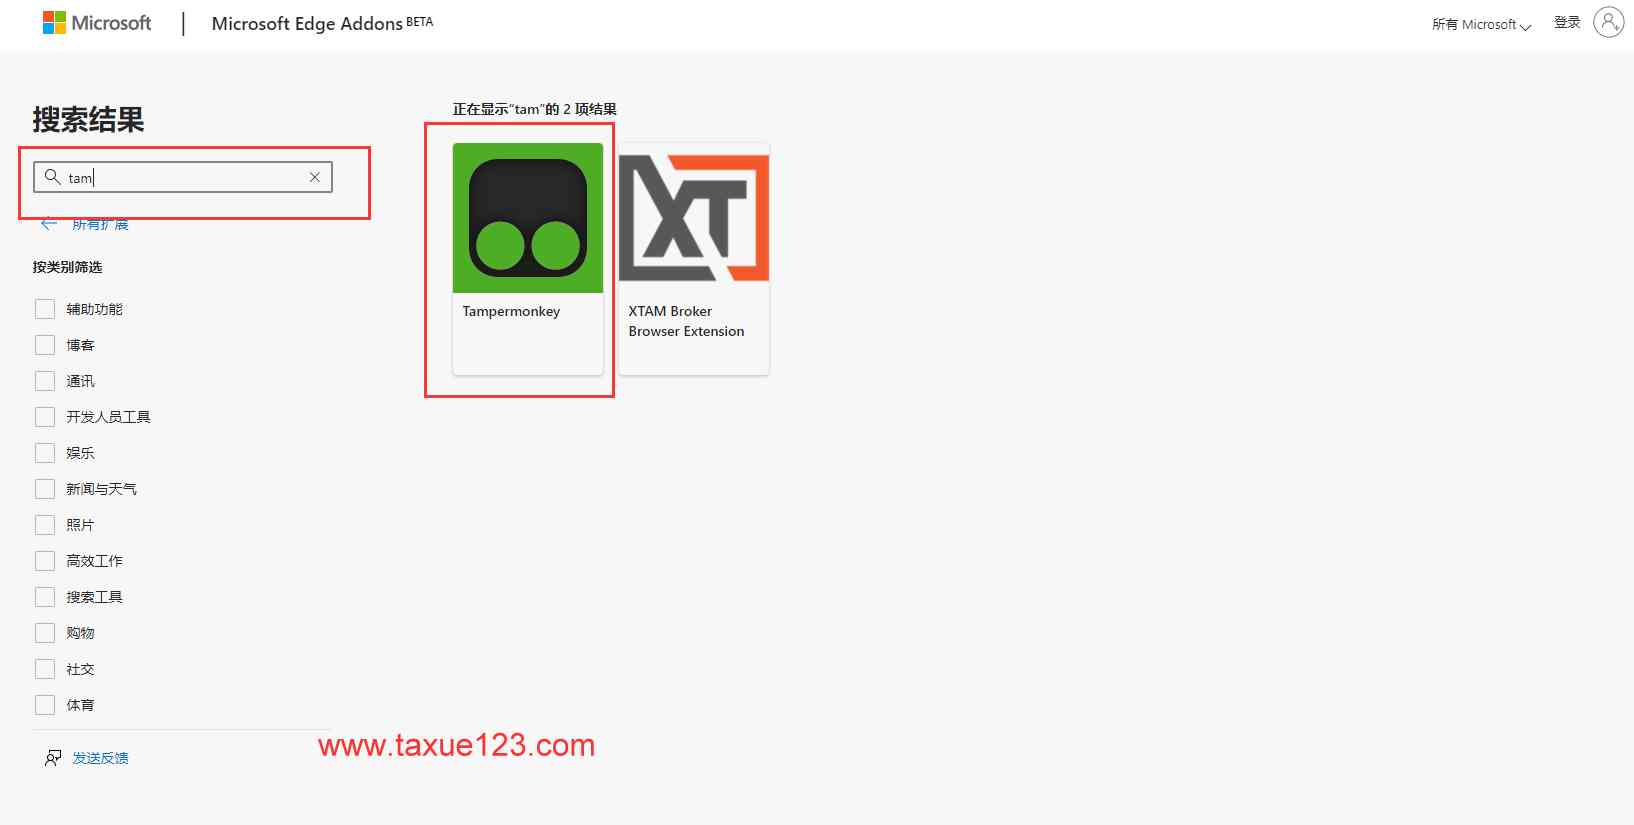 Microsoft
Microsoft Edge Addons BETA
所有 Microsoft
登录
搜索结果
tam
所有扩展
按类别筛选
辅助功能
博客
通讯
开发人员工具
娱乐
新闻与天气
照片
高效工作
搜索工具
购物
社交
体育
发送反馈
正在显示“tam”的 2 项结果
Tampermonkey
XT
XTAM Broker
Browser Extension
www.taxue123.com